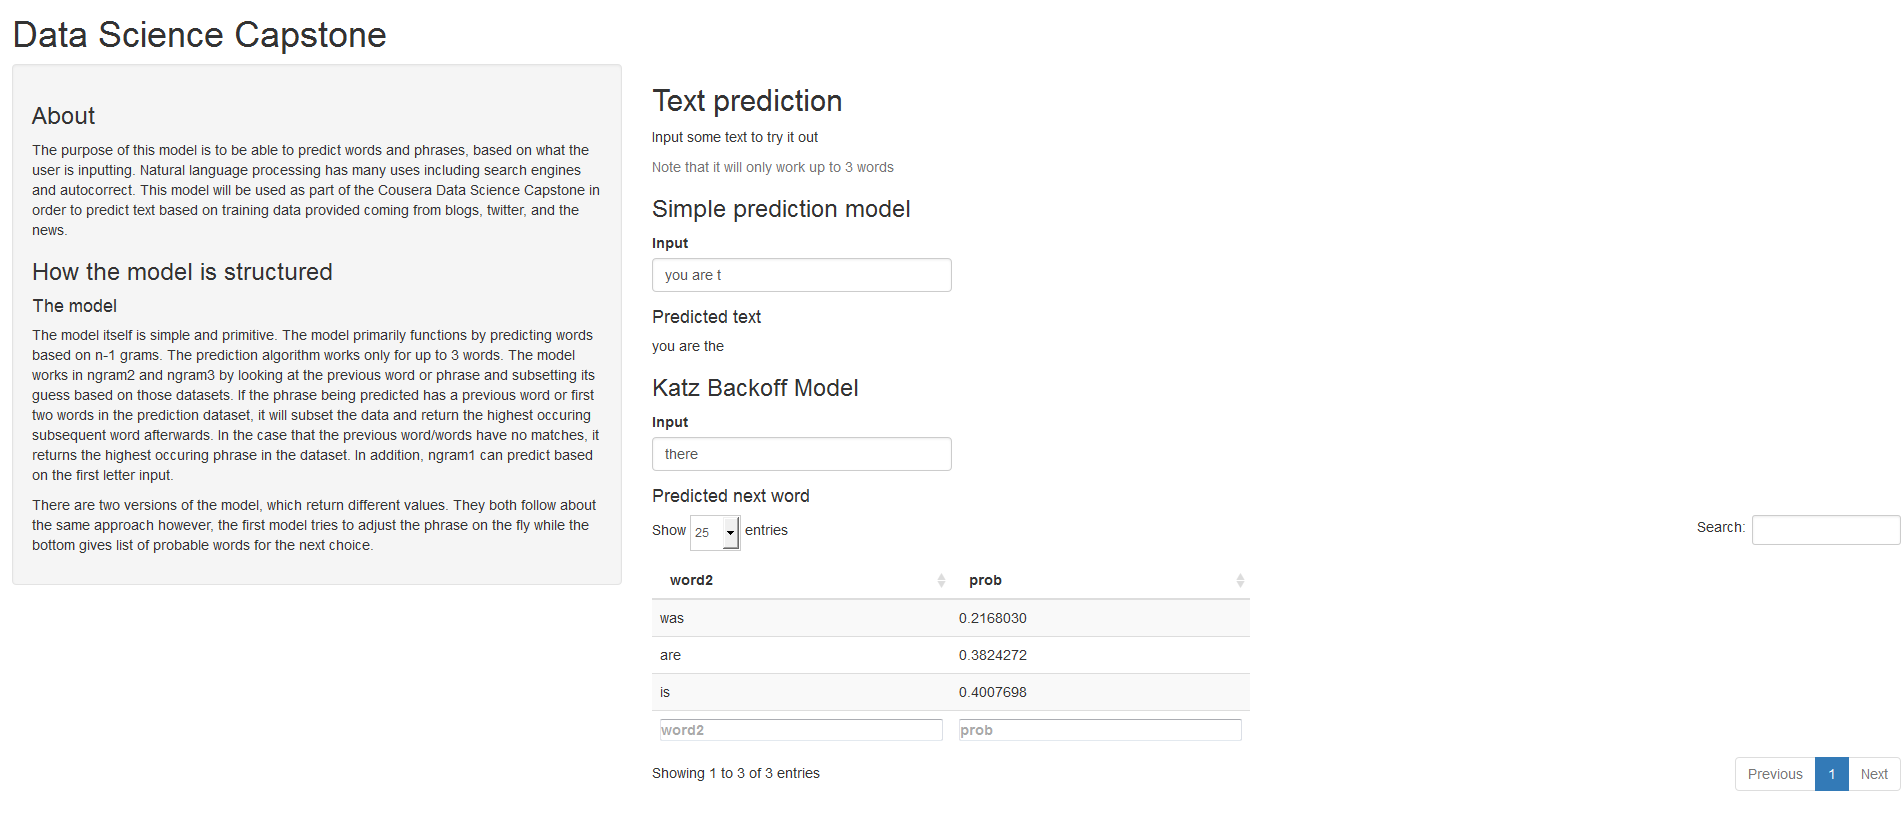 Data Science Capstone
About
The purpose of this model is to be able to predict words and phrases, based on what the
user is inputting. Natural language processing has many uses including search engines
and autocorrect. This model will be used as part of the Cousera Data Science Capstone in
order to predict text based on training data provided coming from blogs, twitter, and the
news.
How the model is structured
The model
The model itself is simple and primitive. The model primarily functions by predicting words
based on n-1 grams. The prediction algorithm works only for up to 3 words. The model
works in ngram2 and ngram3 by looking at the previous word or phrase and subsetting its
guess based on those datasets. If the phrase being predicted has a previous word or first
two words in the prediction dataset, it will subset the data and return the highest occuring
subsequent word afterwards. In the case that the previous word/words have no matches, it
returns the highest occuring phrase in the dataset. In addition, ngram1 can predict based
on the first letter input.
There are two versions of the model, which return different values. They both follow about
the same approach however, the first model tries to adjust the phrase on the fly while the
bottom gives list of probable words for the next choice.
Text prediction
Input some text to try it out
Note that it will only work up to 3 words
Simple prediction model
Input
you are t
Predicted text
you are the
Katz Backoff Model
Input
there
Predicted next word
Show 25 entries
Search:
word2 prob
was 0.2168030
are 0.3824272
is 0.4007698
word2 prob
Showing 1 to 3 of 3 entries
Previous 1 Next